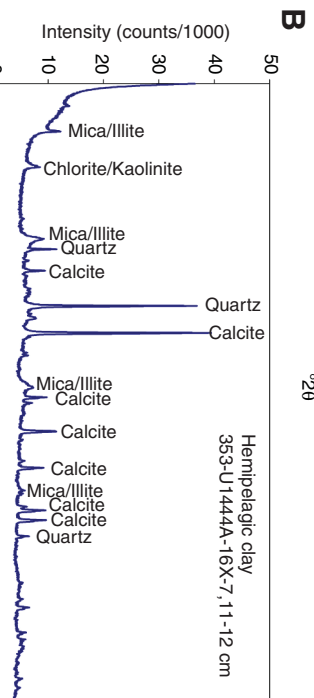 B
Intensity (counts/1000)
10
20
30
40
50
Mica/Illite
Chlorite/Kaolinite
Mica/Illite
Quartz
Calcite
Quartz
Calcite
Mica/Illite
Calcite
Calcite
Calcite
Mica/Illite
Calcite
Calcite
Quartz
°2θ
Hemipelagic clay
353-U1444A-16X-7,11-12 cm